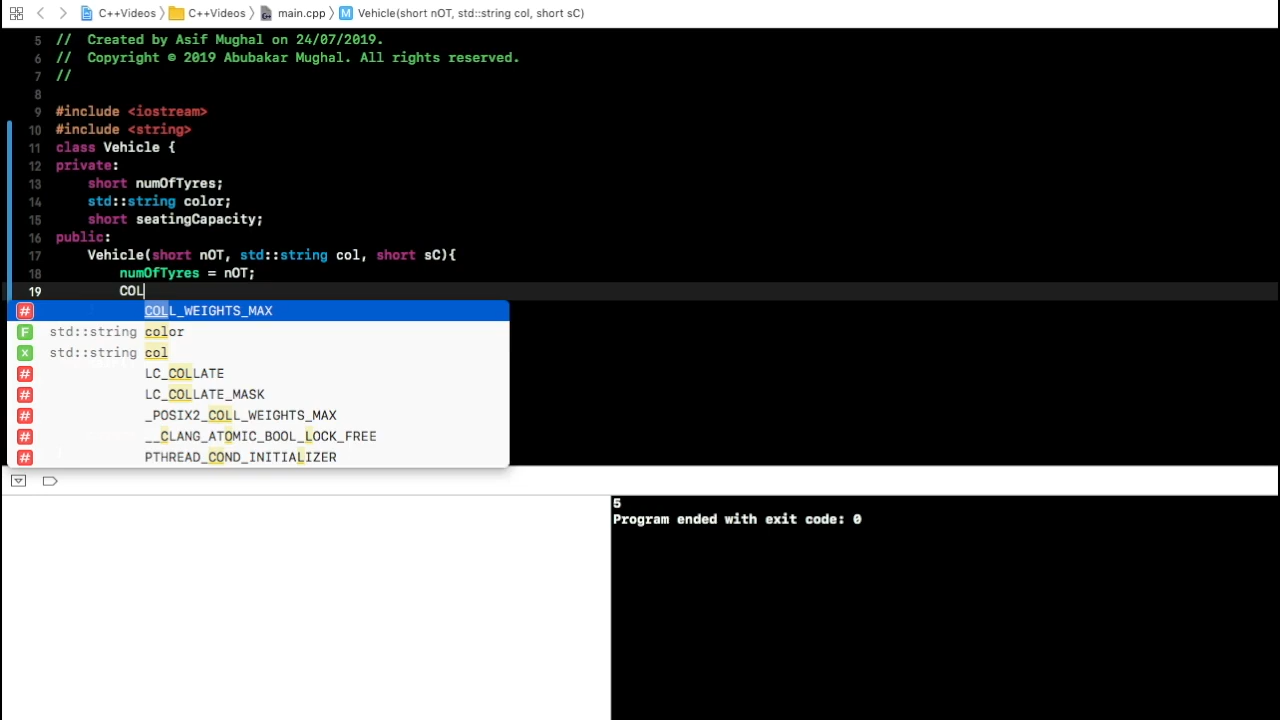 C++Videos C++Videos main.cpp M Vehicle(short nOT, std::string col, short sC)
5 // Created by Asif Mughal on 24/07/2019.
6 // Copyright © 2019 Abubakar Mughal. All rights reserved.
7 //
8
9 #include <iostream>
10 #include <string>
11 class Vehicle {
12 private:
13 short numOfTyres;
14 std::string color;
15 short seatingCapacity;
16 public:
17 Vehicle(short nOT, std::string col, short sC){
18 numOfTyres = nOT;
19 COL
# COLL_WEIGHTS_MAX
F std::string color
x std::string col
# LC_COLLATE
# LC_COLLATE_MASK
# _POSIX2_COLL_WEIGHTS_MAX
# __CLANG_ATOMIC_BOOL_LOCK_FREE
# PTHREAD_COND_INITIALIZER
5
Program ended with exit code: 0